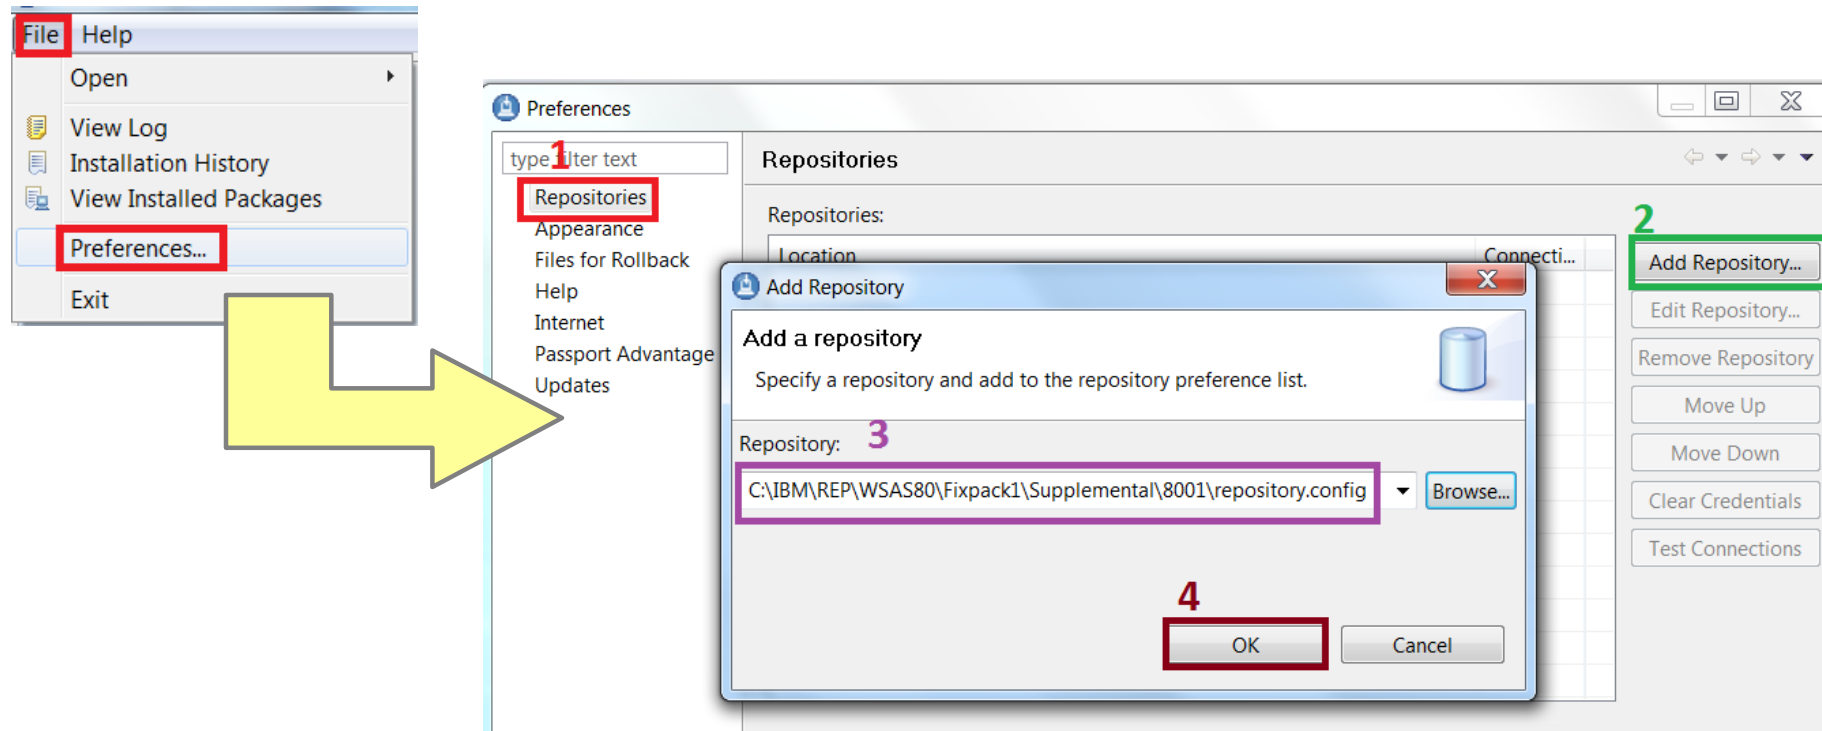 File Help
Open
View Log
Installation History
View Installed Packages
Preferences...
Exit
Preferences
type filter text
1
Repositories
Appearance
Files for Rollback
Help
Internet
Passport Advantage
Updates
Repositories
Repositories:
Location Connecti...
2
Add Repository...
Edit Repository...
Remove Repository
Move Up
Move Down
Clear Credentials
Test Connections
Add Repository
Add a repository
Specify a repository and add to the repository preference list.
Repository: 3
C:\IBM\REP\WSAS80\Fixpack1\Supplemental\8001\repository.config
Browse...
4
OK Cancel